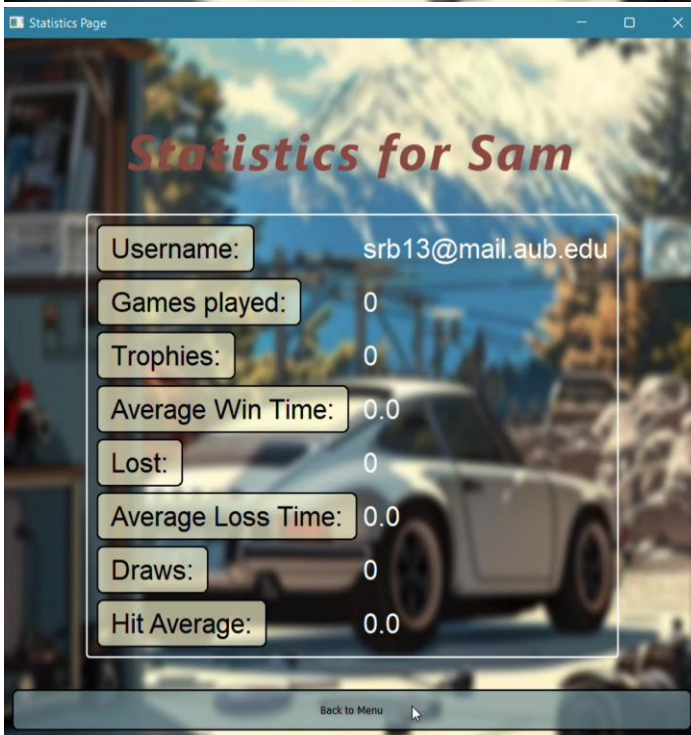 Statistics Page
Statistics for Sam
Username: srb13@mail.aub.edu
Games played: 0
Trophies: 0
Average Win Time: 0.0
Lost: 0
Average Loss Time: 0.0
Draws: 0
Hit Average: 0.0
Back to Menu